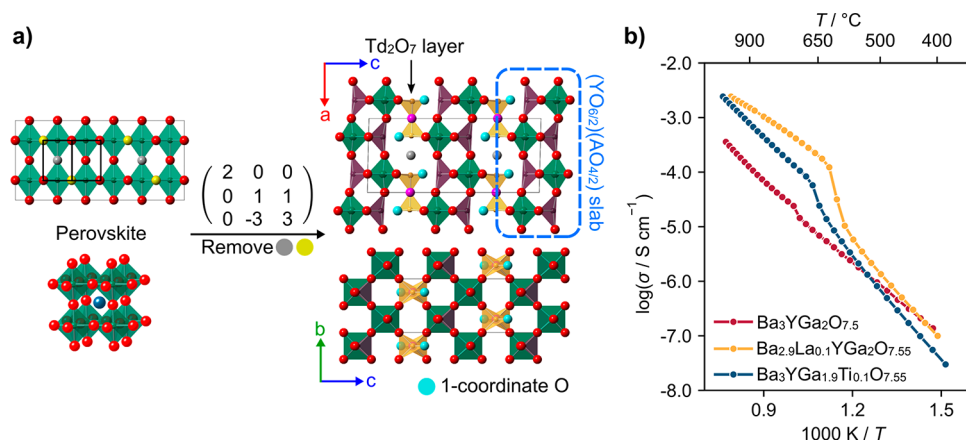 a)
Perovskite
2 0 0
0 1 1
0 -3 3
Remove
Td₂O₇ layer
c
a
(YO₆/₂)(AO₄/₂) slab
b
c
1-coordinate O
b)
T / °C
900 650 500 400
log(σ / S cm⁻¹)
-2.0
-3.0
-4.0
-5.0
-6.0
-7.0
-8.0
Ba₃YGa₂O₇.₅
Ba₂.₉La₀.₁YGa₂O₇.₅₅
Ba₃YGa₁.₉Ti₀.₁O₇.₅₅
0.9 1.2 1.5
1000 K / T